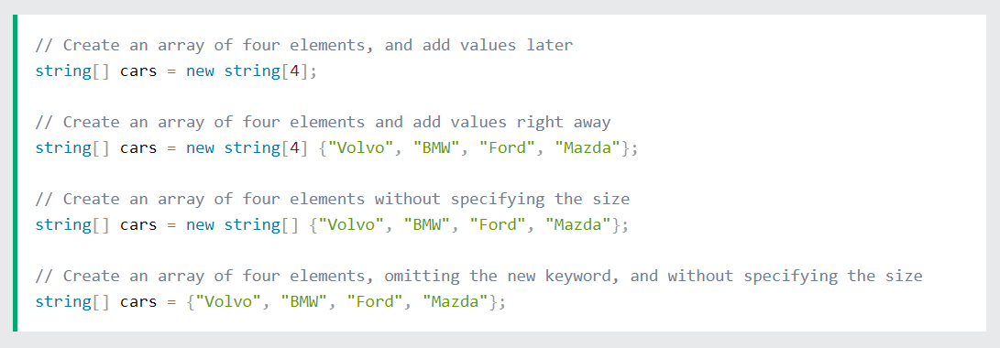 // Create an array of four elements, and add values later
string[] cars = new string[4];
// Create an array of four elements and add values right away
string[] cars = new string[4] {"Volvo", "BMW", "Ford", "Mazda"};
// Create an array of four elements without specifying the size
string[] cars = new string[] {"Volvo", "BMW", "Ford", "Mazda"};
// Create an array of four elements, omitting the new keyword, and without specifying the size
string[] cars = {"Volvo", "BMW", "Ford", "Mazda"};